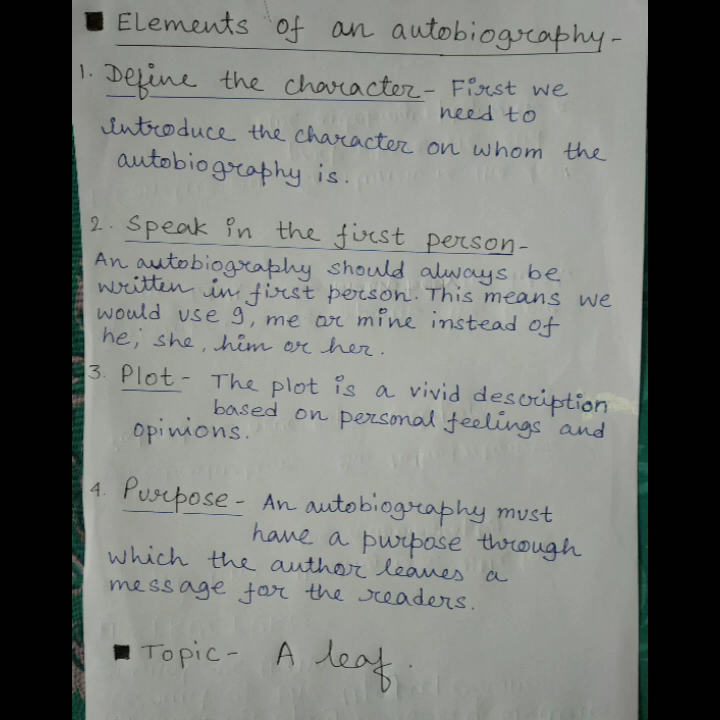 ■ Elements of an autobiography-
1. Define the character- First we
need to
introduce the character on whom the
autobiography is.
2. Speak in the first person-
An autobiography should always be
written in first person. This means we
would use I, me or mine instead of
he, she, him or her.
3. Plot- The plot is a vivid description
based on personal feelings and
opinions.
4. Purpose- An autobiography must
have a purpose through
which the author leaves a
message for the readers.
■ Topic- A leaf.